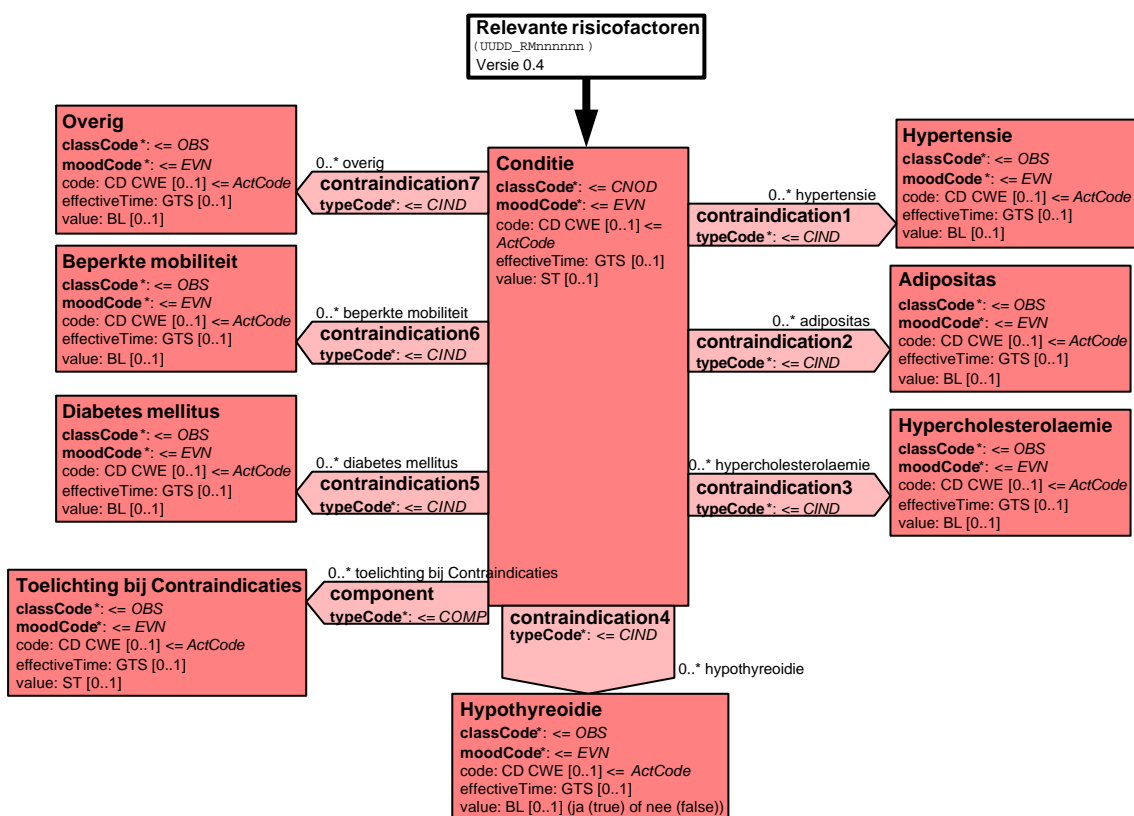 Relevante risicofactoren
(UUDD_RMnnnnnn )
Versie 0.4
Overig
classCode*: <= OBS
moodCode*: <= EVN
code: CD CWE [0..1] <= ActCode
effectiveTime: GTS [0..1]
value: BL [0..1]
0..* overig
contraindication7
typeCode*: <= CIND
Conditie
classCode*: <= CNOD
moodCode*: <= EVN
code: CD CWE [0..1] <=
ActCode
effectiveTime: GTS [0..1]
value: ST [0..1]
0..* hypertensie
contraindication1
typeCode*: <= CIND
Hypertensie
classCode*: <= OBS
moodCode*: <= EVN
code: CD CWE [0..1] <= ActCode
effectiveTime: GTS [0..1]
value: BL [0..1]
Beperkte mobiliteit
classCode*: <= OBS
moodCode*: <= EVN
code: CD CWE [0..1] <= ActCode
effectiveTime: GTS [0..1]
value: BL [0..1]
0..* beperkte mobiliteit
contraindication6
typeCode*: <= CIND
0..* adipositas
contraindication2
typeCode*: <= CIND
Adipositas
classCode*: <= OBS
moodCode*: <= EVN
code: CD CWE [0..1] <= ActCode
effectiveTime: GTS [0..1]
value: BL [0..1]
Diabetes mellitus
classCode*: <= OBS
moodCode*: <= EVN
code: CD CWE [0..1] <= ActCode
effectiveTime: GTS [0..1]
value: BL [0..1]
0..* diabetes mellitus
contraindication5
typeCode*: <= CIND
0..* hypercholesterolaemie
contraindication3
typeCode*: <= CIND
Hypercholesterolaemie
classCode*: <= OBS
moodCode*: <= EVN
code: CD CWE [0..1] <= ActCode
effectiveTime: GTS [0..1]
value: BL [0..1]
Toelichting bij Contraindicaties
classCode*: <= OBS
moodCode*: <= EVN
code: CD CWE [0..1] <= ActCode
effectiveTime: GTS [0..1]
value: ST [0..1]
0..* toelichting bij Contraindicaties
component
typeCode*: <= COMP
contraindication4
typeCode*: <= CIND
0..* hypothyreoidie
Hypothyreoidie
classCode*: <= OBS
moodCode*: <= EVN
code: CD CWE [0..1] <= ActCode
effectiveTime: GTS [0..1]
value: BL [0..1] (ja (true) of nee (false))